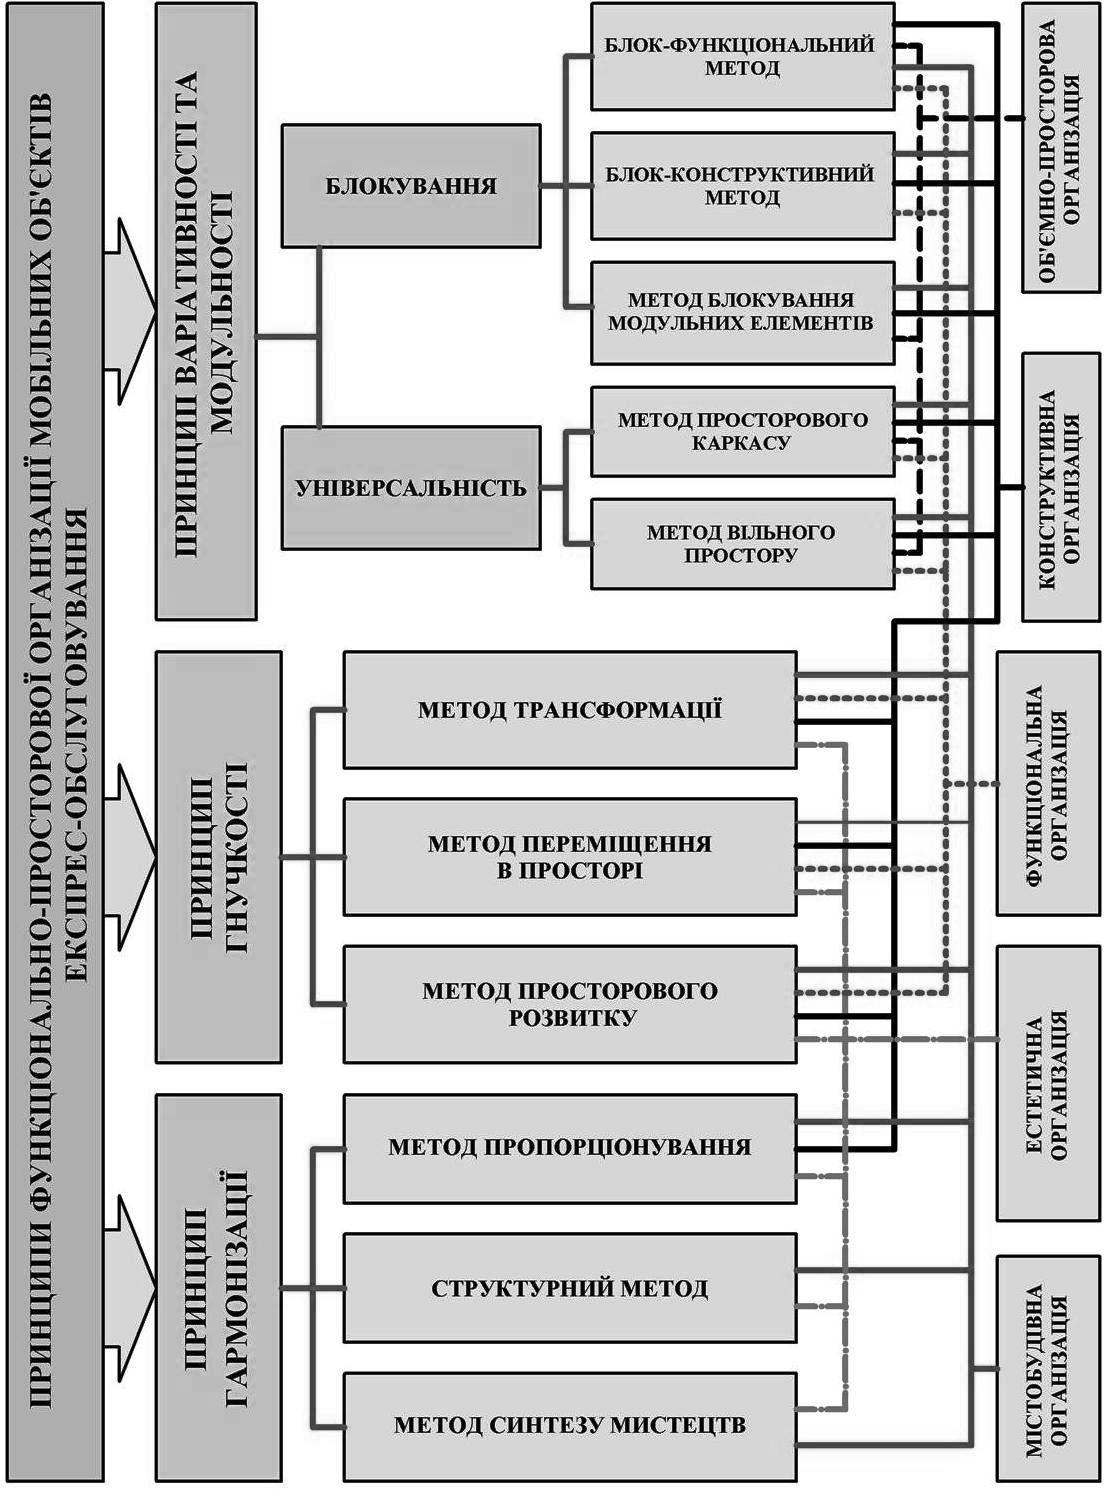 ПРИНЦИПИ ФУНКЦІОНАЛЬНО-ПРОСТОРОВОЇ ОРГАНІЗАЦІЇ МОБІЛЬНИХ ОБ'ЄКТІВ
ЕКСПРЕС-ОБСЛУГОВУВАННЯ
ПРИНЦИП ВАРІАТИВНОСТІ ТА
МОДУЛЬНОСТІ
БЛОКУВАННЯ
УНІВЕРСАЛЬНІСТЬ
БЛОК-ФУНКЦІОНАЛЬНИЙ
МЕТОД
БЛОК-КОНСТРУКТИВНИЙ
МЕТОД
МЕТОД БЛОКУВАННЯ
МОДУЛЬНИХ ЕЛЕМЕНТІВ
МЕТОД ПРОСТОРОВОГО
КАРКАСУ
МЕТОД ВІЛЬНОГО
ПРОСТОРУ
ПРИНЦИП
ГНУЧКОСТІ
МЕТОД ТРАНСФОРМАЦІЇ
МЕТОД ПЕРЕМІЩЕННЯ
В ПРОСТОРІ
МЕТОД ПРОСТОРОВОГО
РОЗВИТКУ
ПРИНЦИП
ГАРМОНІЗАЦІЇ
МЕТОД ПРОПОРЦІОНУВАННЯ
СТРУКТУРНИЙ МЕТОД
МЕТОД СИНТЕЗУ МИСТЕЦТВ
ОБ'ЄМНО-ПРОСТОРОВА
ОРГАНІЗАЦІЯ
КОНСТРУКТИВНА
ОРГАНІЗАЦІЯ
ФУНКЦІОНАЛЬНА
ОРГАНІЗАЦІЯ
ЕСТЕТИЧНА
ОРГАНІЗАЦІЯ
МІСТОБУДІВНА
ОРГАНІЗАЦІЯ